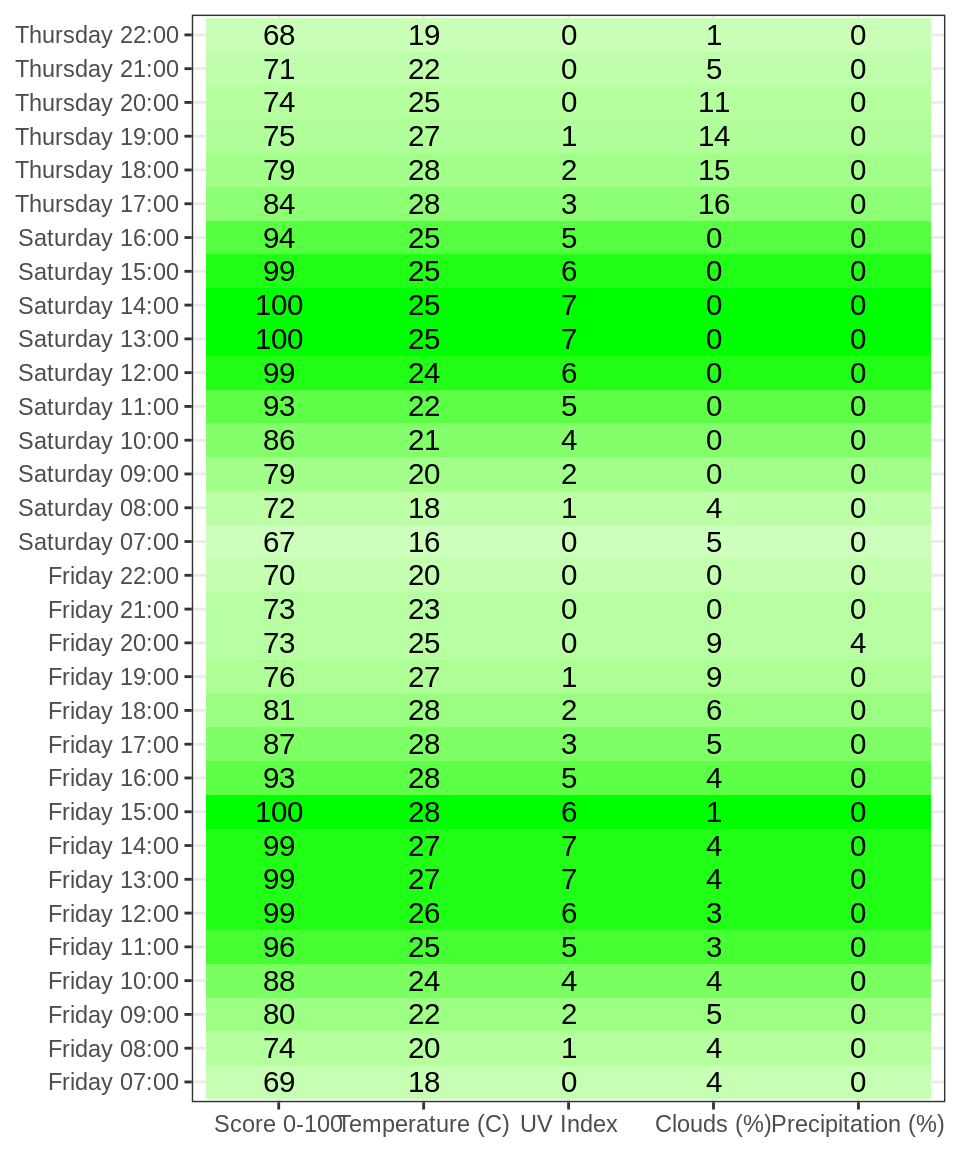 Thursday 22:00 68 19 0 1 0
Thursday 21:00 71 22 0 5 0
Thursday 20:00 74 25 0 11 0
Thursday 19:00 75 27 1 14 0
Thursday 18:00 79 28 2 15 0
Thursday 17:00 84 28 3 16 0
Saturday 16:00 94 25 5 0 0
Saturday 15:00 99 25 6 0 0
Saturday 14:00 100 25 7 0 0
Saturday 13:00 100 25 7 0 0
Saturday 12:00 99 24 6 0 0
Saturday 11:00 93 22 5 0 0
Saturday 10:00 86 21 4 0 0
Saturday 09:00 79 20 2 0 0
Saturday 08:00 72 18 1 4 0
Saturday 07:00 67 16 0 5 0
Friday 22:00 70 20 0 0 0
Friday 21:00 73 23 0 0 0
Friday 20:00 73 25 0 9 4
Friday 19:00 76 27 1 9 0
Friday 18:00 81 28 2 6 0
Friday 17:00 87 28 3 5 0
Friday 16:00 93 28 5 4 0
Friday 15:00 100 28 6 1 0
Friday 14:00 99 27 7 4 0
Friday 13:00 99 27 7 4 0
Friday 12:00 99 26 6 3 0
Friday 11:00 96 25 5 3 0
Friday 10:00 88 24 4 4 0
Friday 09:00 80 22 2 5 0
Friday 08:00 74 20 1 4 0
Friday 07:00 69 18 0 4 0
Score 0-100 Temperature (C) UV Index Clouds (%) Precipitation (%)